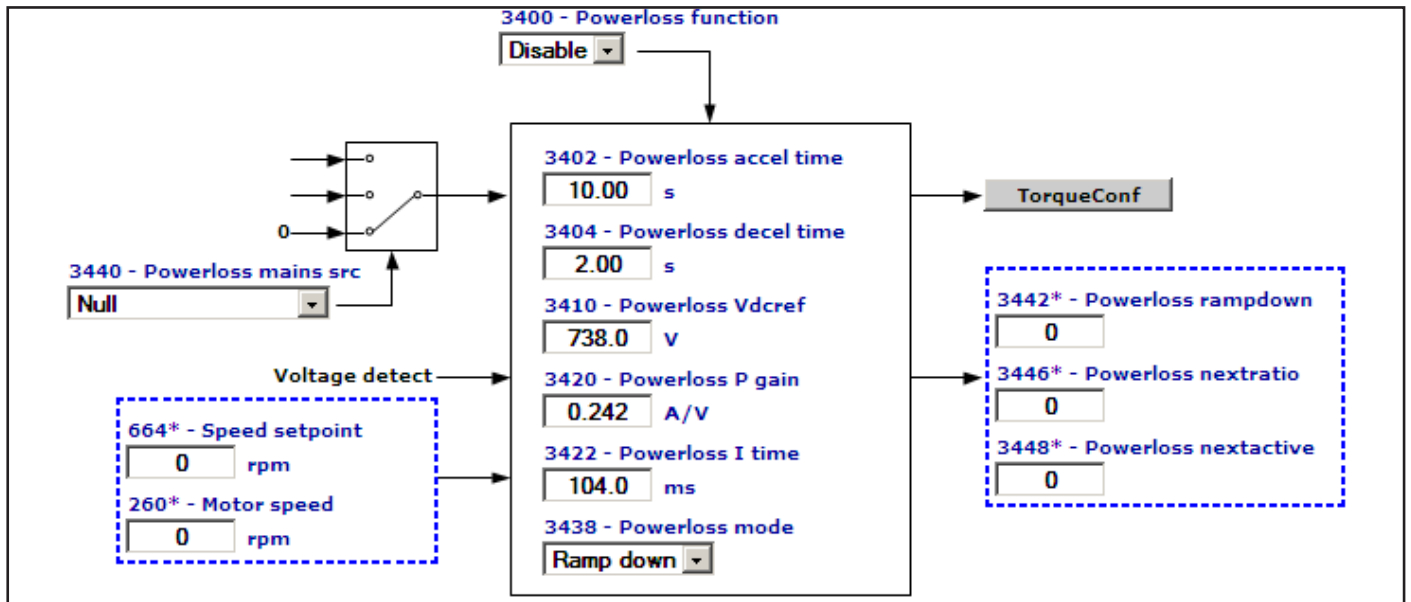 3400 - Powerloss function
Disable
3402 - Powerloss accel time
10.00 s
TorqueConf
0
3404 - Powerloss decel time
2.00 s
3440 - Powerloss mains src
Null
3410 - Powerloss Vdcref
738.0 V
3442* - Powerloss rampdown
0
Voltage detect
3420 - Powerloss P gain
0.242 A/V
3446* - Powerloss nextratio
0
664* - Speed setpoint
0 rpm
3422 - Powerloss I time
104.0 ms
3448* - Powerloss nextactive
0
260* - Motor speed
0 rpm
3438 - Powerloss mode
Ramp down